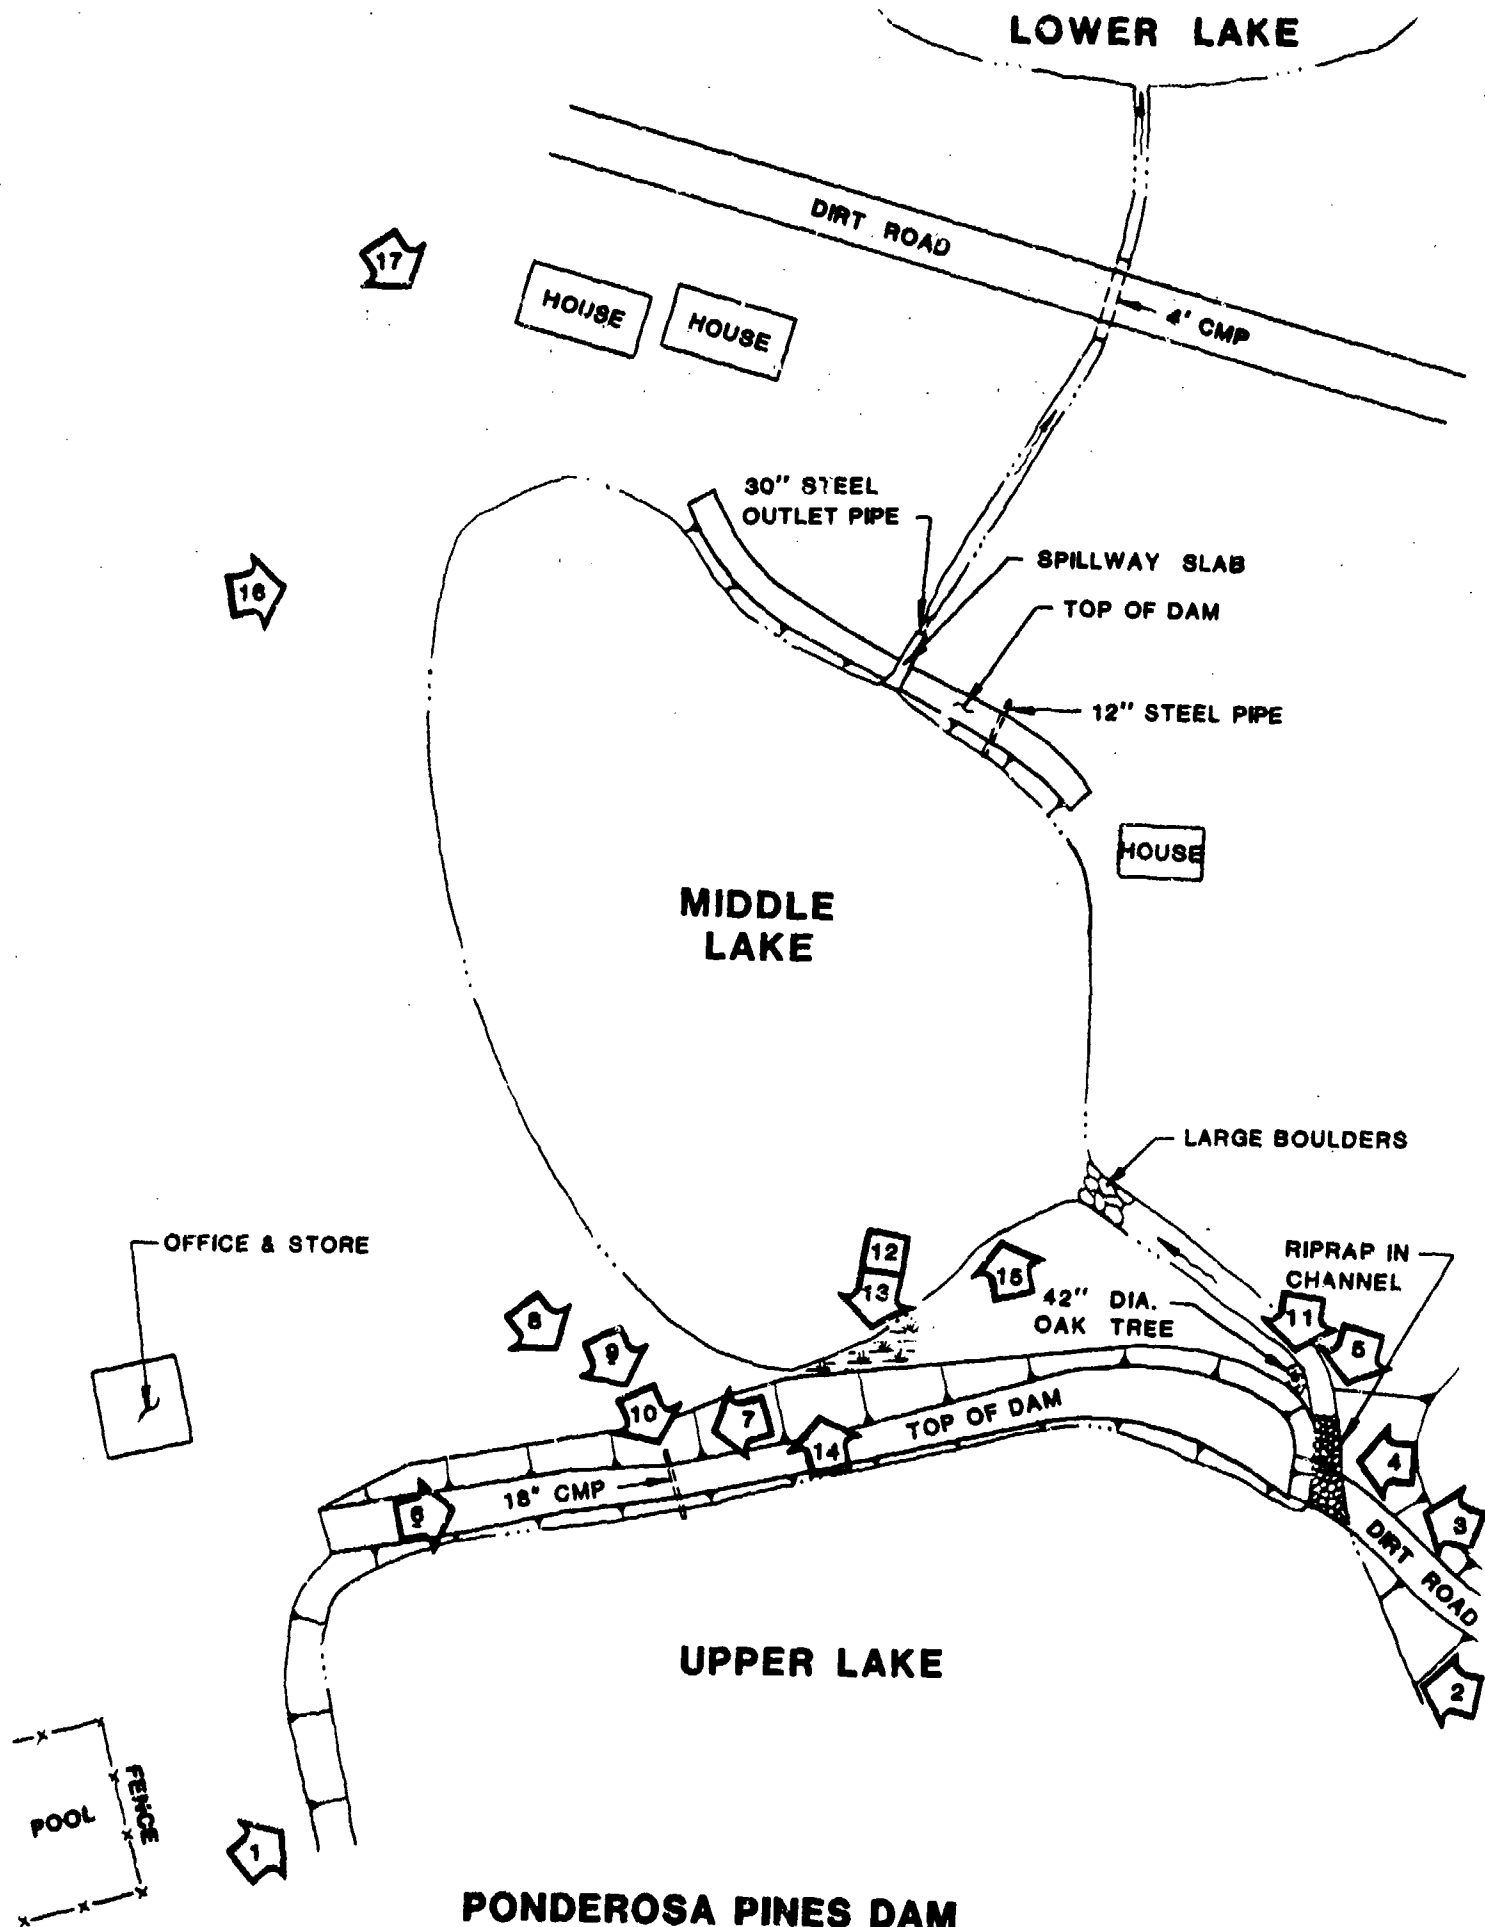 LOWER LAKE
DIRT ROAD
17
HOUSE
HOUSE
4' CMP
30" STEEL
OUTLET PIPE
SPILLWAY SLAB
16
TOP OF DAM
12" STEEL PIPE
HOUSE
MIDDLE
LAKE
LARGE BOULDERS
OFFICE & STORE
12
13
15
RIPRAP IN
CHANNEL
42" DIA.
OAK TREE
11
5
8
9
10
7
14
TOP OF DAM
4
18" CMP
6
3
DIRT ROAD
UPPER LAKE
2
FENCE
POOL
1
PONDEROSA PINES DAM